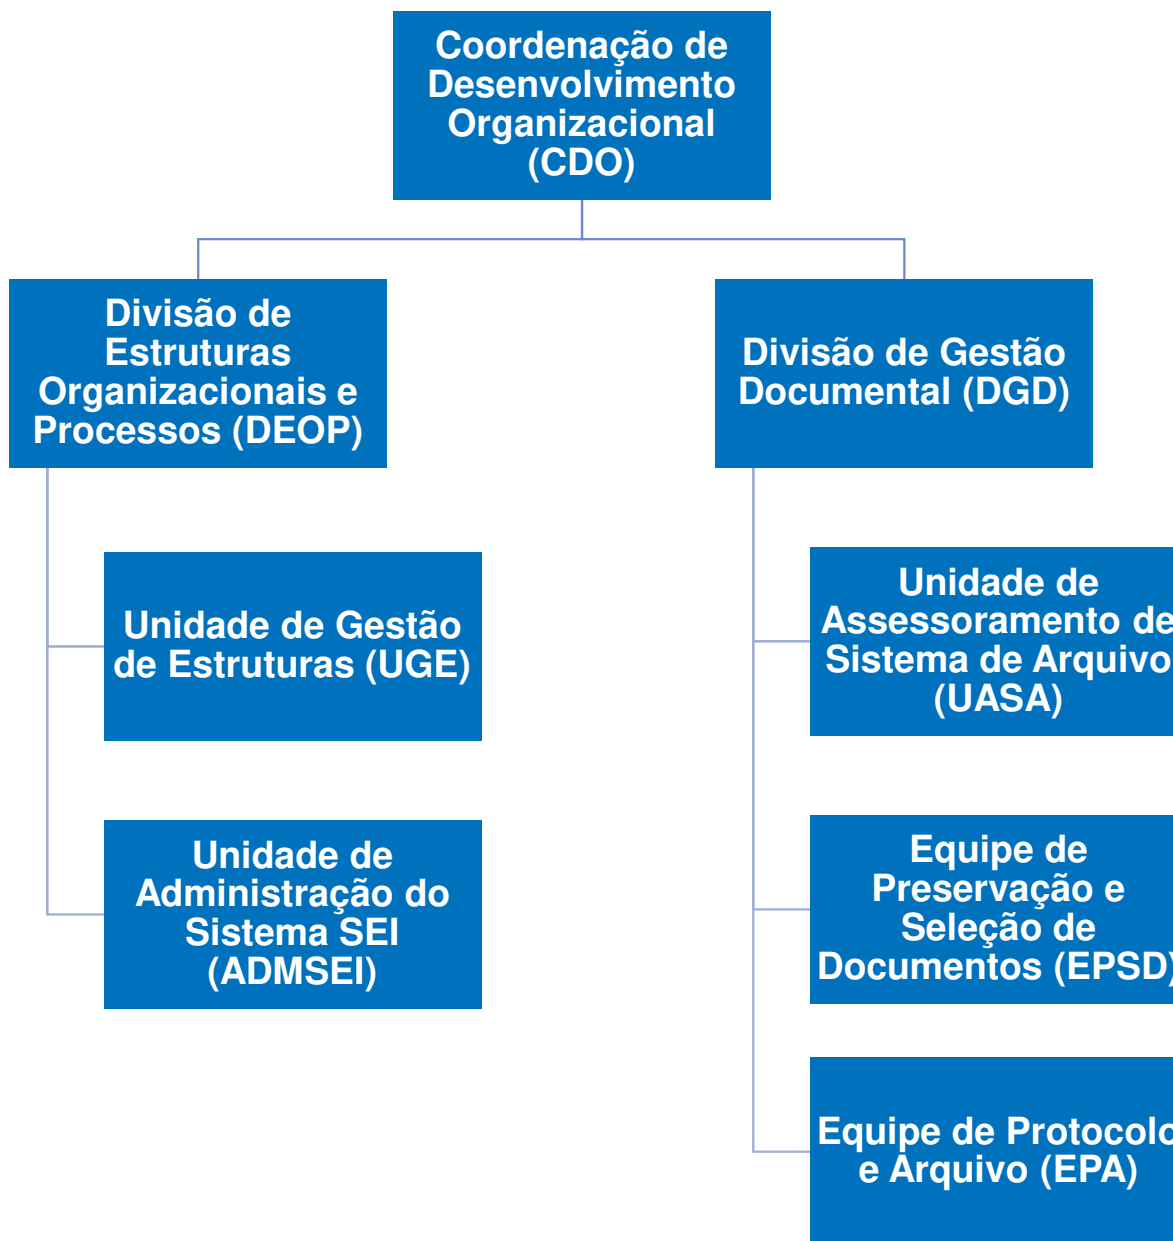 Coordenação de
Desenvolvimento
Organizacional
(CDO)
Divisão de
Estruturas
Organizacionais e
Processos (DEOP)
Divisão de Gestão
Documental (DGD)
Unidade de Gestão
de Estruturas (UGE)
Unidade de
Administração do
Sistema SEI
(ADMSEI)
Unidade de
Assessoramento de
Sistema de Arquivo
(UASA)
Equipe de
Preservação e
Seleção de
Documentos (EPSD)
Equipe de Protocolo
e Arquivo (EPA)